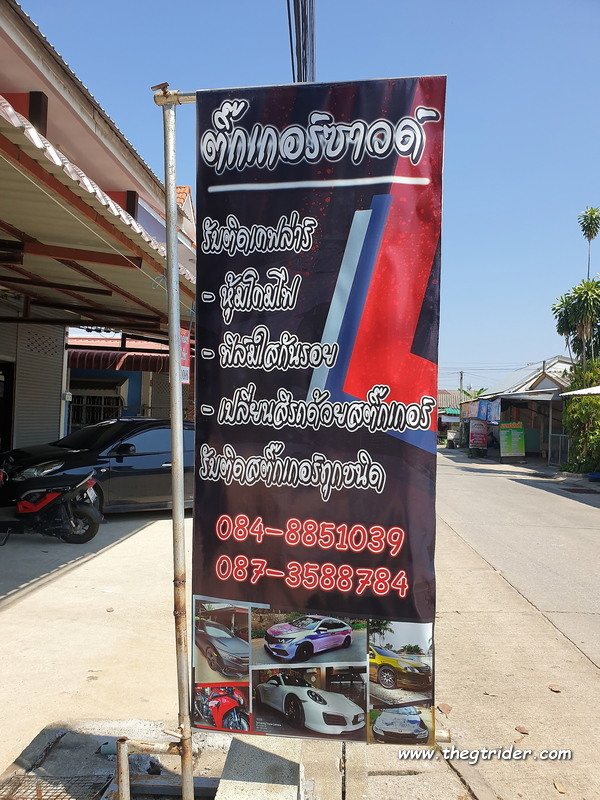 ติ๊กเกอร์ซาวด์
รับติดเคฟล่าร์
- หุ้มโคมไฟ
- ฟิล์มใสกันรอย
- เปลี่ยนสีรถด้วยสติ๊กเกอร์
รับติดสติ๊กเกอร์ทุกชนิด
084-8851039
087-3588784
www.thegtrider.com